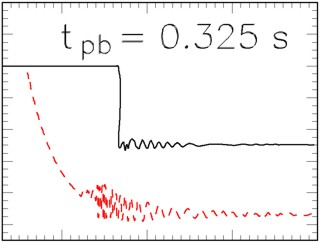 t_pb = 0.325 s